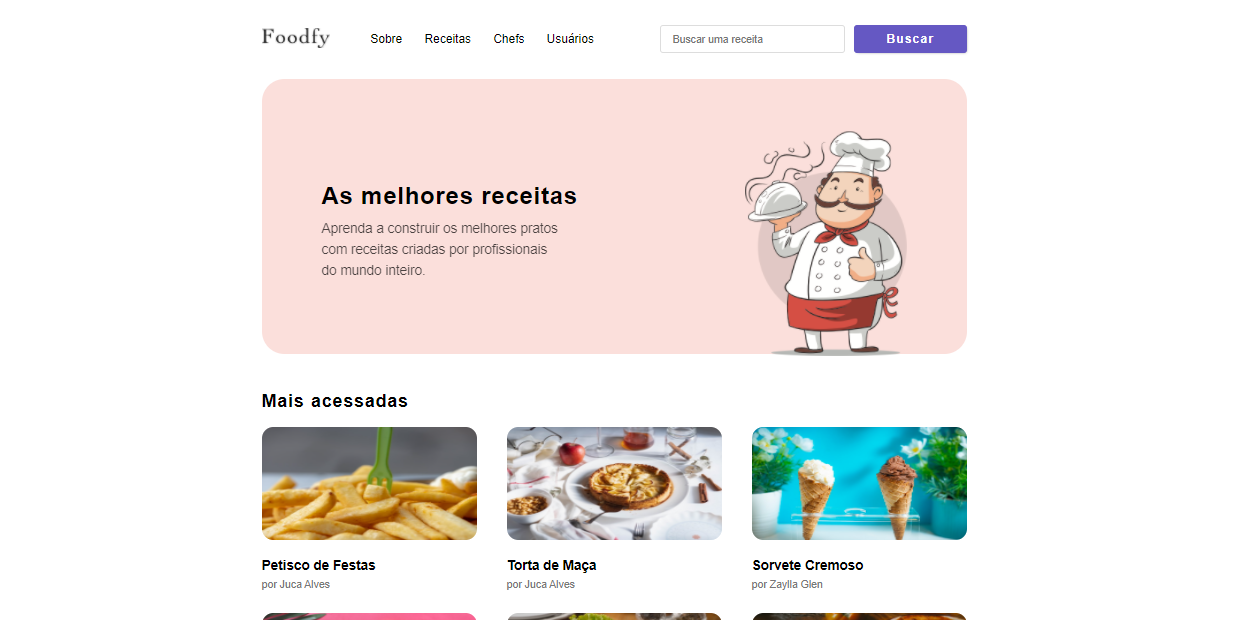 Foodfy
Sobre Receitas Chefs Usuários
Buscar uma receita
Buscar
As melhores receitas
Aprenda a construir os melhores pratos
com receitas criadas por profissionais
do mundo inteiro.
Mais acessadas
Petisco de Festas
por Juca Alves
Torta de Maça
por Juca Alves
Sorvete Cremoso
por Zaylla Glen